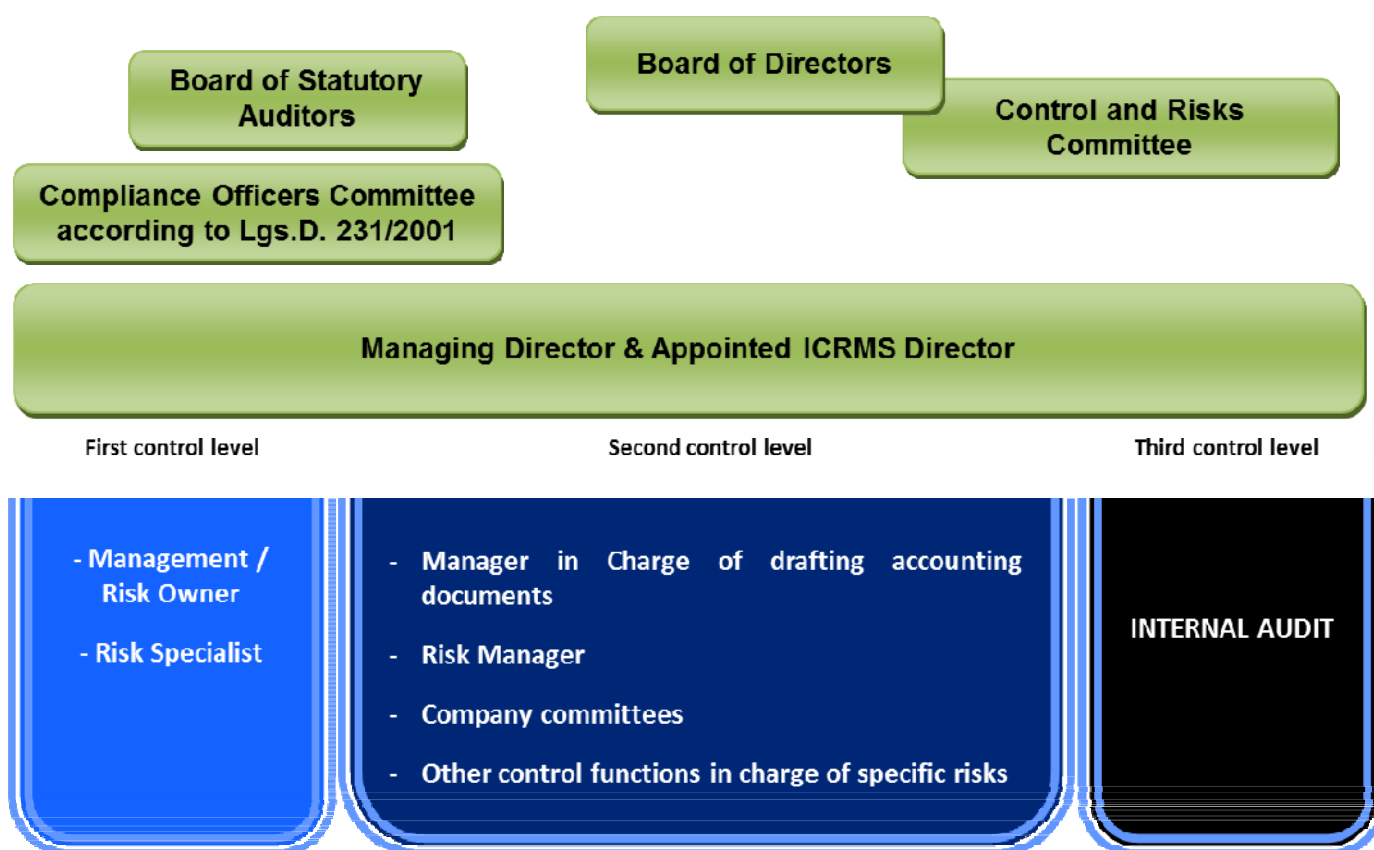 Board of Directors
Board of Statutory
Auditors
Control and Risks
Committee
Compliance Officers Committee
according to Lgs.D. 231/2001
Managing Director & Appointed ICRMS Director
First control level
Second control level
Third control level
- Management /
Risk Owner
- Risk Specialist
- Manager in Charge of drafting accounting
documents
- Risk Manager
- Company committees
- Other control functions in charge of specific risks
INTERNAL AUDIT